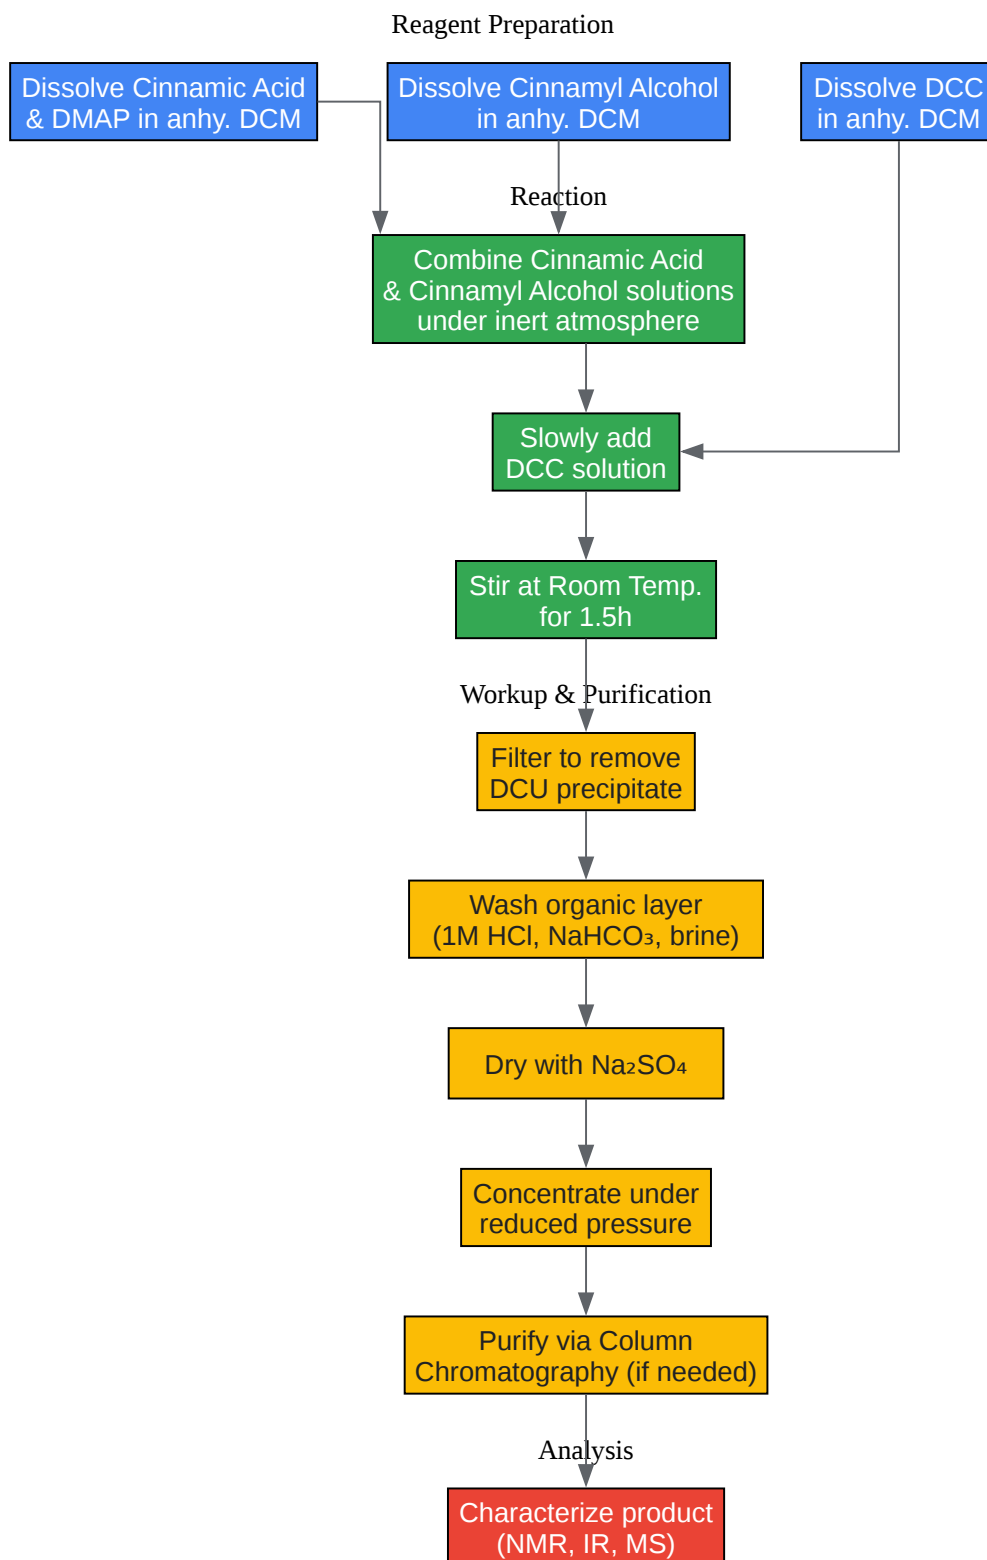 Reagent Preparation
Dissolve Cinnamic Acid
& DMAP in anhy. DCM
Dissolve Cinnamyl Alcohol
in anhy. DCM
Dissolve DCC
in anhy. DCM
Reaction
Combine Cinnamic Acid
& Cinnamyl Alcohol solutions
under inert atmosphere
Slowly add
DCC solution
Stir at Room Temp.
for 1.5h
Workup & Purification
Filter to remove
DCU precipitate
Wash organic layer
(1M HCl, NaHCO₃, brine)
Dry with Na₂SO₄
Concentrate under
reduced pressure
Purify via Column
Chromatography (if needed)
Analysis
Characterize product
(NMR, IR, MS)